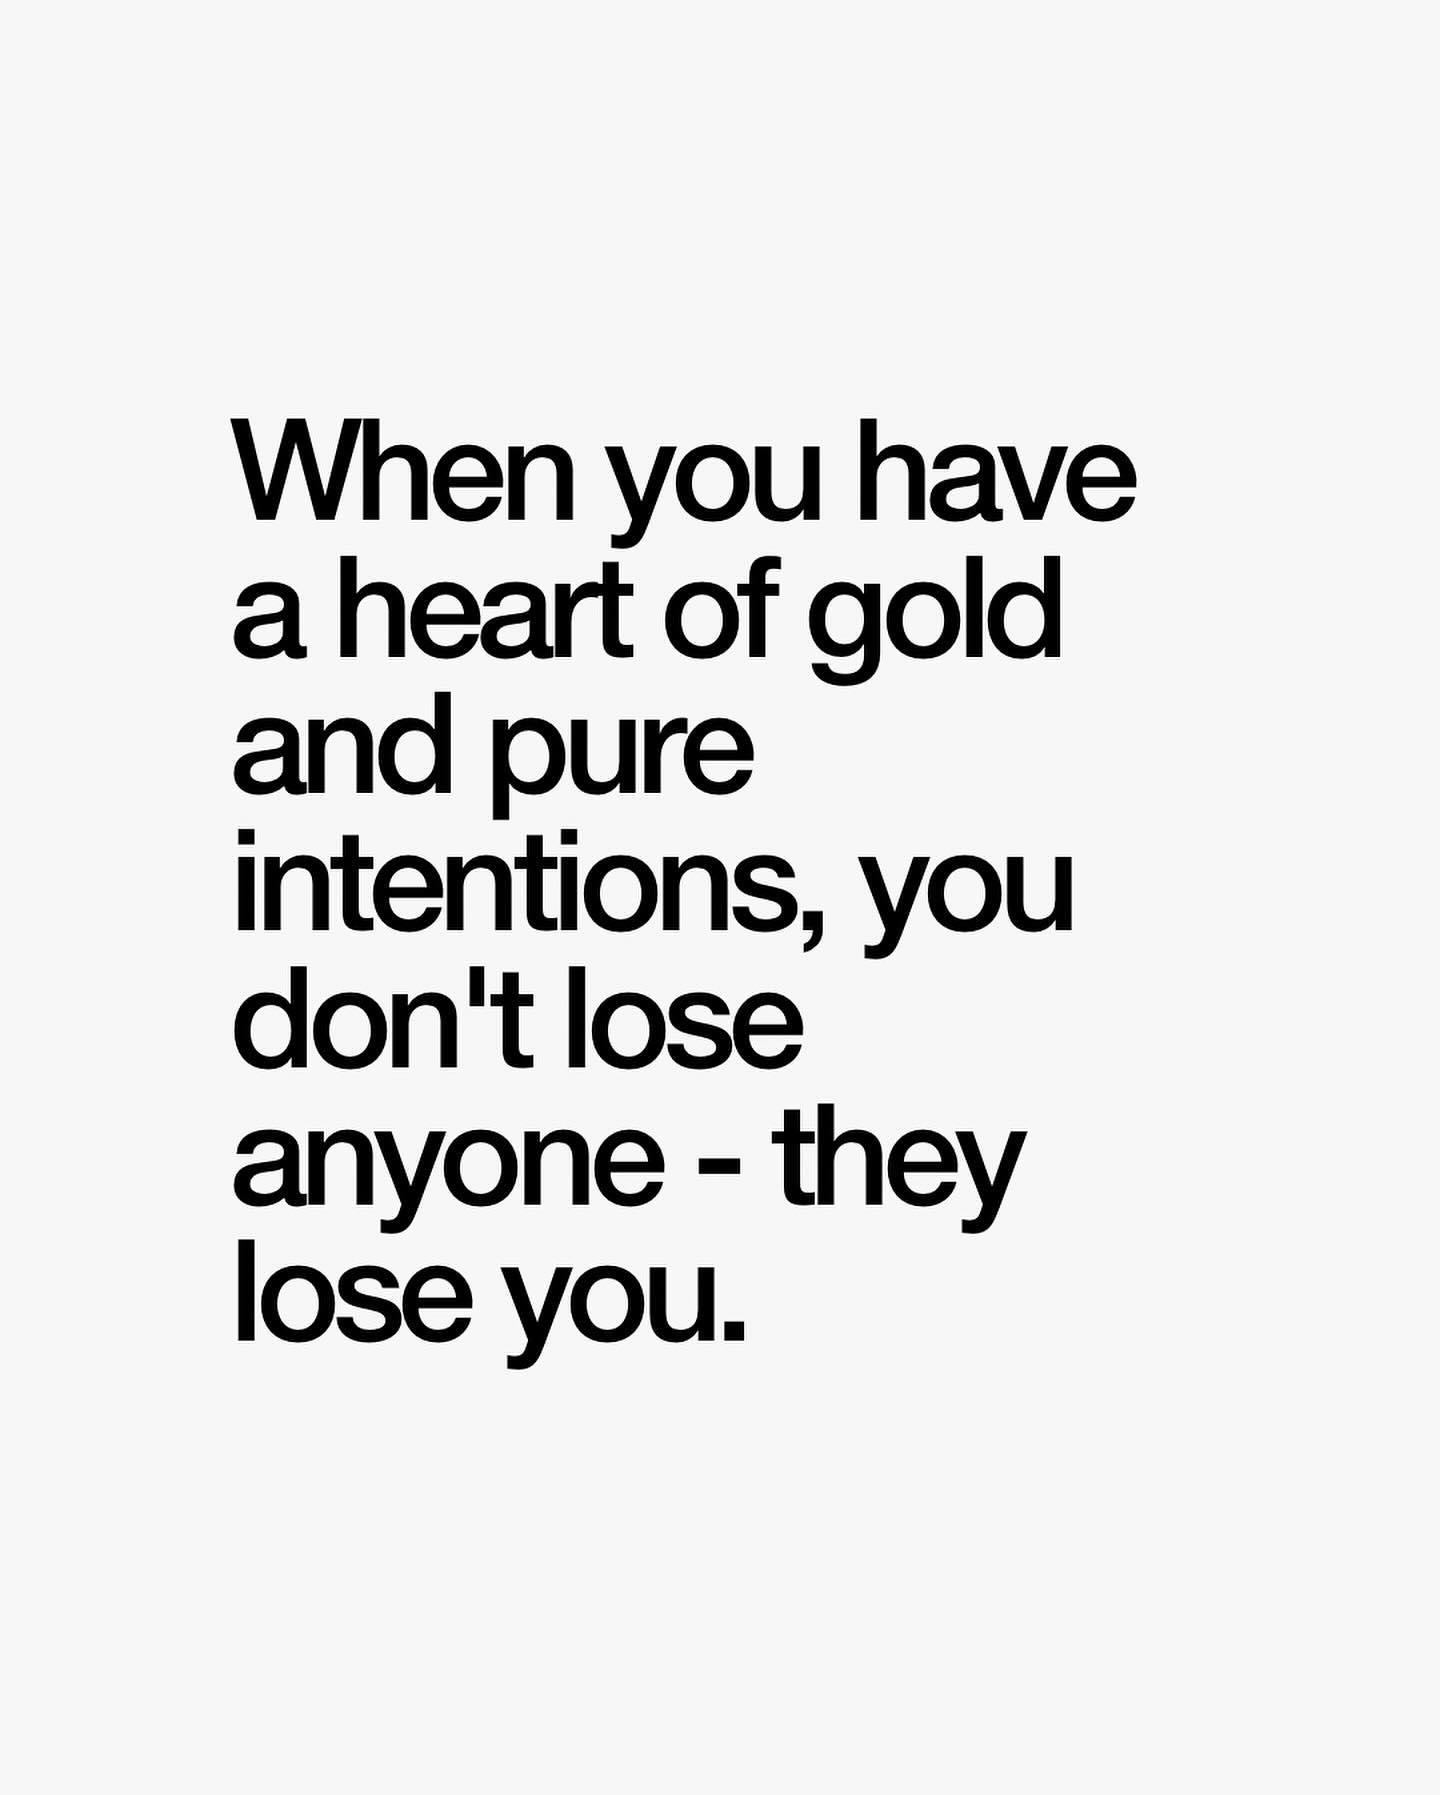 When you have
a heart of gold
and pure
intentions, you
don't lose
anyone - they
lose you.